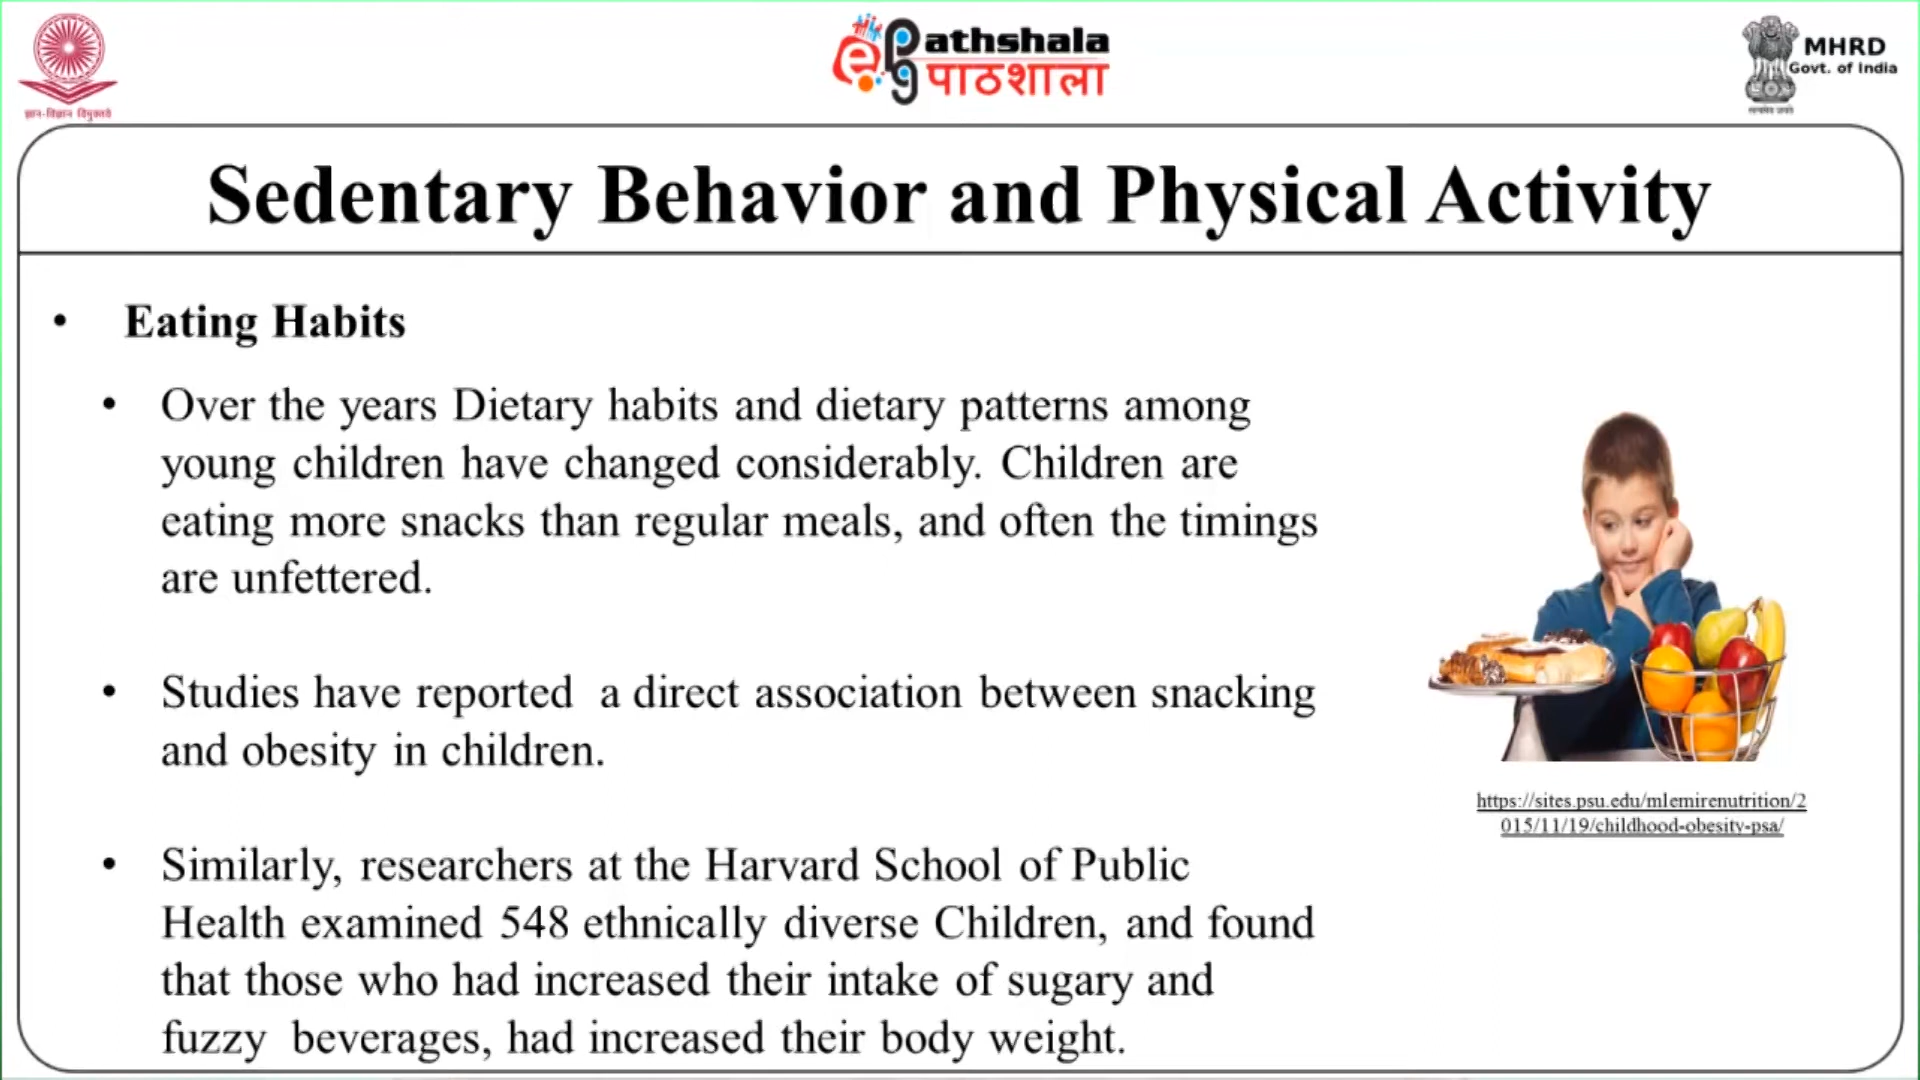 ज्ञान-विज्ञान विमुक्तये
ePathshala
पाठशाला
MHRD
Govt. of India
सत्यमेव जयते
Sedentary Behavior and Physical Activity
• Eating Habits
• Over the years Dietary habits and dietary patterns among
young children have changed considerably. Children are
eating more snacks than regular meals, and often the timings
are unfettered.
• Studies have reported a direct association between snacking
and obesity in children.
• Similarly, researchers at the Harvard School of Public
Health examined 548 ethnically diverse Children, and found
that those who had increased their intake of sugary and
fuzzy beverages, had increased their body weight.
https://sites.psu.edu/mlemirenutrition/2
015/11/19/childhood-obesity-psa/